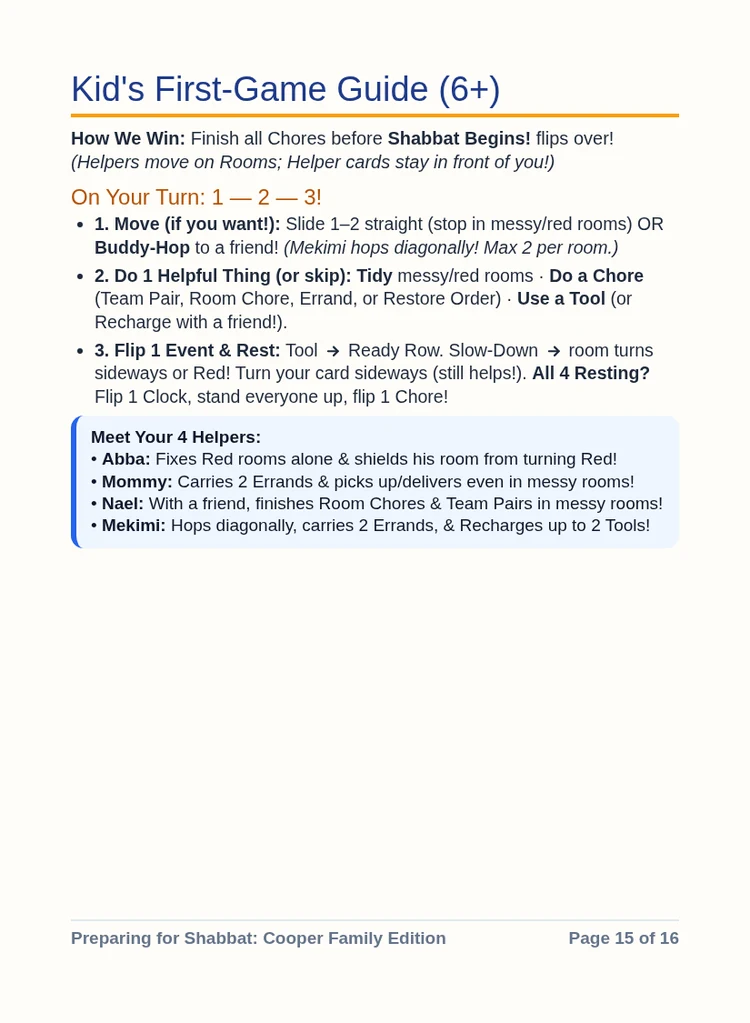 Kid's First-Game Guide (6+)
How We Win: Finish all Chores before Shabbat Begins! flips over!
(Helpers move on Rooms; Helper cards stay in front of you!)
On Your Turn: 1 — 2 — 3!
• 1. Move (if you want!): Slide 1–2 straight (stop in messy/red rooms) OR
Buddy-Hop to a friend! (Mekimi hops diagonally! Max 2 per room.)
• 2. Do 1 Helpful Thing (or skip): Tidy messy/red rooms · Do a Chore
(Team Pair, Room Chore, Errand, or Restore Order) · Use a Tool (or
Recharge with a friend!).
• 3. Flip 1 Event & Rest: Tool → Ready Row. Slow-Down → room turns
sideways or Red! Turn your card sideways (still helps!). All 4 Resting?
Flip 1 Clock, stand everyone up, flip 1 Chore!
Meet Your 4 Helpers:
• Abba: Fixes Red rooms alone & shields his room from turning Red!
• Mommy: Carries 2 Errands & picks up/delivers even in messy rooms!
• Nael: With a friend, finishes Room Chores & Team Pairs in messy rooms!
• Mekimi: Hops diagonally, carries 2 Errands, & Recharges up to 2 Tools!
Preparing for Shabbat: Cooper Family Edition
Page 15 of 16